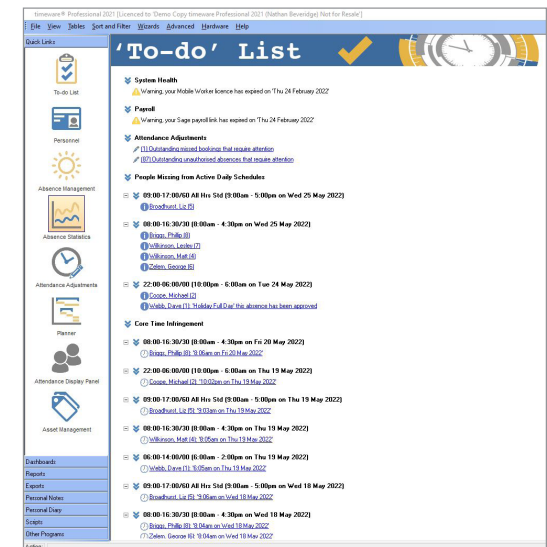 timeware® Professional 2021 [Licenced to 'Demo Copy timeware Professional 2021 (Nathan Beveridge) Not for Resale']
File View Tables Sort and Filter Wizards Advanced Hardware Help
Quick Links
To-do List
Personnel
Absence Management
Absence Statistics
Attendance Adjustments
Planner
Attendance Display Panel
Asset Management
Dashboards
Reports
Exports
Personal Notes
Personal Diary
Scripts
Other Programs
'To-do' List
System Health
Warning, your Mobile Worker licence has expired on 'Thu 24 February 2022'
Payroll
Warning, your Sage payroll link has expired on 'Thu 24 February 2022'
Attendance Adjustments
(1) Outstanding missed bookings that require attention
(87) Outstanding unauthorised absences that require attention
People Missing from Active Daily Schedules
09:00-17:00/60 All Hrs Std (9:00am - 5:00pm on Wed 25 May 2022)
Broadhurst, Liz (5)
08:00-16:30/30 (8:00am - 4:30pm on Wed 25 May 2022)
Briggs, Phillip (8)
Wilkinson, Lesley (7)
Wilkinson, Matt (4)
Zelem, George (6)
22:00-06:00/00 (10:00pm - 6:00am on Tue 24 May 2022)
Coope, Michael (2)
Webb, Dave (1): 'Holiday Full Day' this absence has been approved
Core Time Infringement
08:00-16:30/30 (8:00am - 4:30pm on Fri 20 May 2022)
Briggs, Phillip (8): '8:06am on Fri 20 May 2022'
22:00-06:00/00 (10:00pm - 6:00am on Thu 19 May 2022)
Coope, Michael (2): '10:02pm on Thu 19 May 2022'
09:00-17:00/60 All Hrs Std (9:00am - 5:00pm on Thu 19 May 2022)
Broadhurst, Liz (5): '9:03am on Thu 19 May 2022'
08:00-16:30/30 (8:00am - 4:30pm on Thu 19 May 2022)
Wilkinson, Matt (4): '8:05am on Thu 19 May 2022'
06:00-14:00/00 (6:00am - 2:00pm on Thu 19 May 2022)
Webb, Dave (1): '6:05am on Thu 19 May 2022'
09:00-17:00/60 All Hrs Std (9:00am - 5:00pm on Wed 18 May 2022)
Broadhurst, Liz (5): '9:06am on Wed 18 May 2022'
08:00-16:30/30 (8:00am - 4:30pm on Wed 18 May 2022)
Briggs, Phillip (8): '8:04am on Wed 18 May 2022'
Zelem, George (6): '8:04am on Wed 18 May 2022'